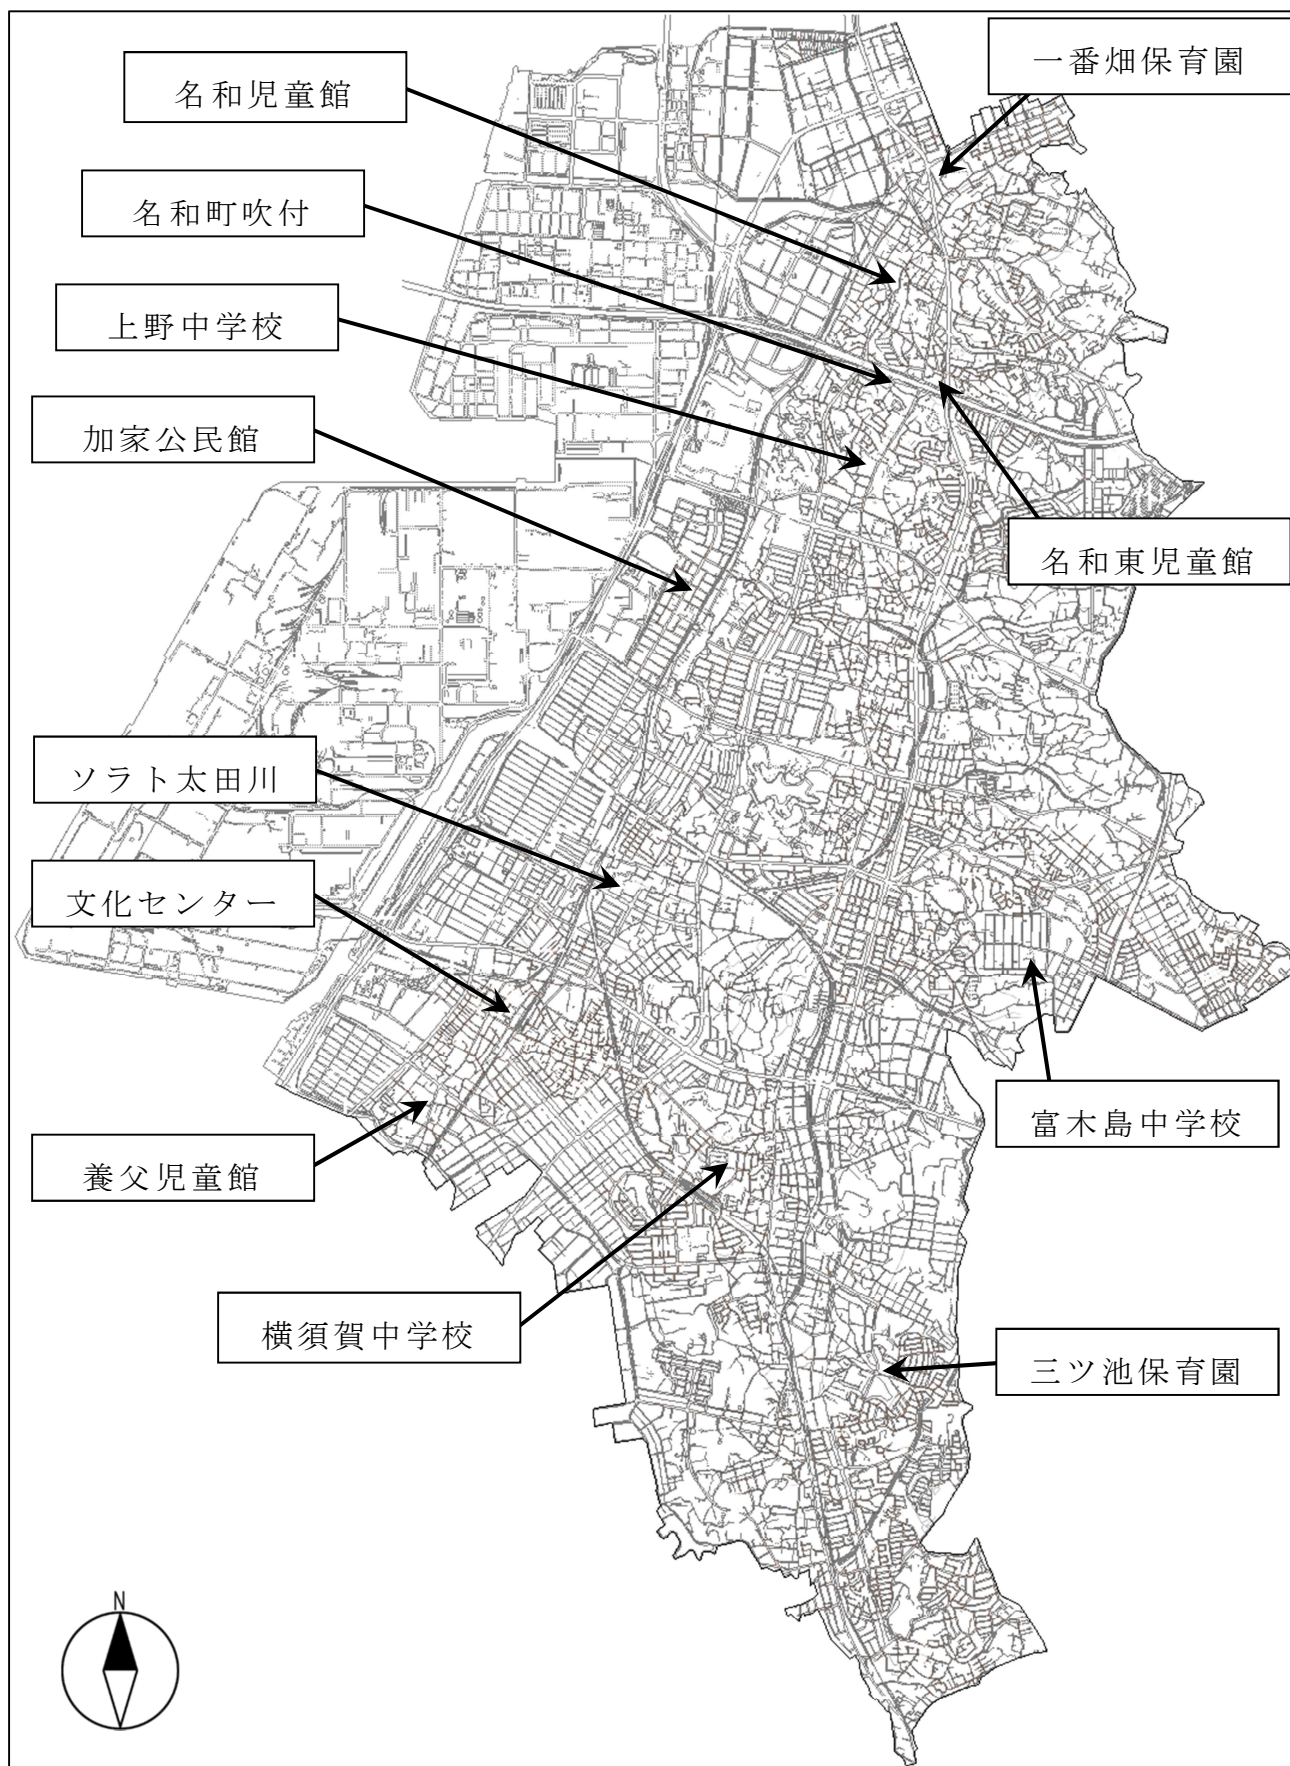 一番畑保育園
名和児童館
名和町吹付
上野中学校
加家公民館
名和東児童館
ソラト太田川
文化センター
富木島中学校
養父児童館
横須賀中学校
三ツ池保育園
N